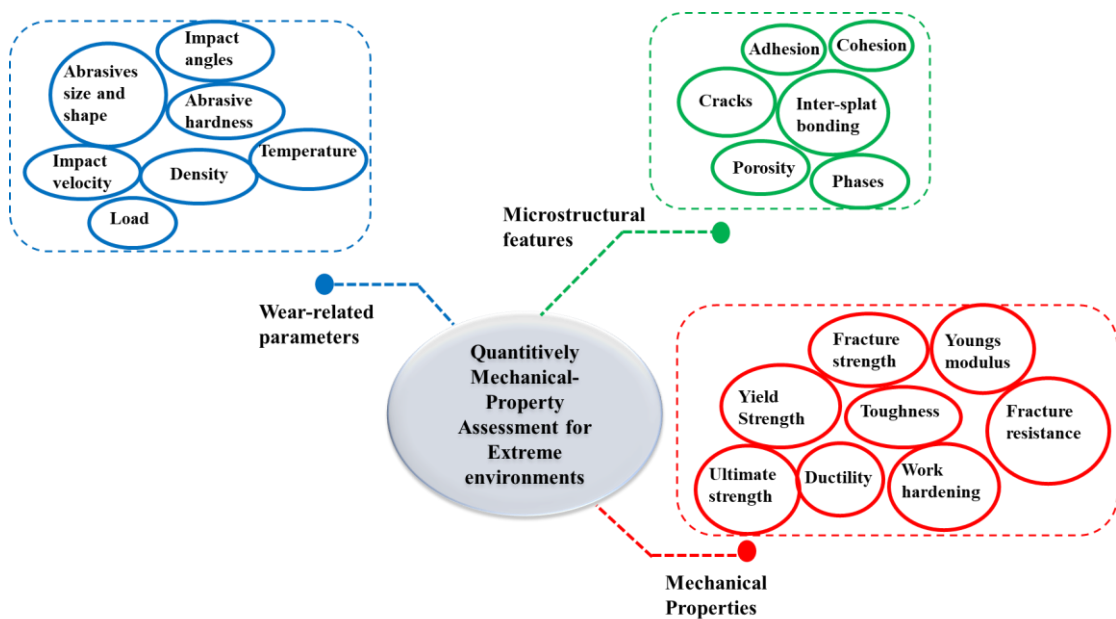 Impact
angles
Abrasives
size and
shape
Abrasive
hardness
Impact
velocity
Density
Temperature
Load
Wear-related
parameters
Adhesion
Cohesion
Cracks
Inter-splat
bonding
Porosity
Phases
Microstructural
features
Quantitively
Mechanical-
Property
Assessment for
Extreme
environments
Fracture
strength
Youngs
modulus
Yield
Strength
Toughness
Fracture
resistance
Ultimate
strength
Ductility
Work
hardening
Mechanical
Properties